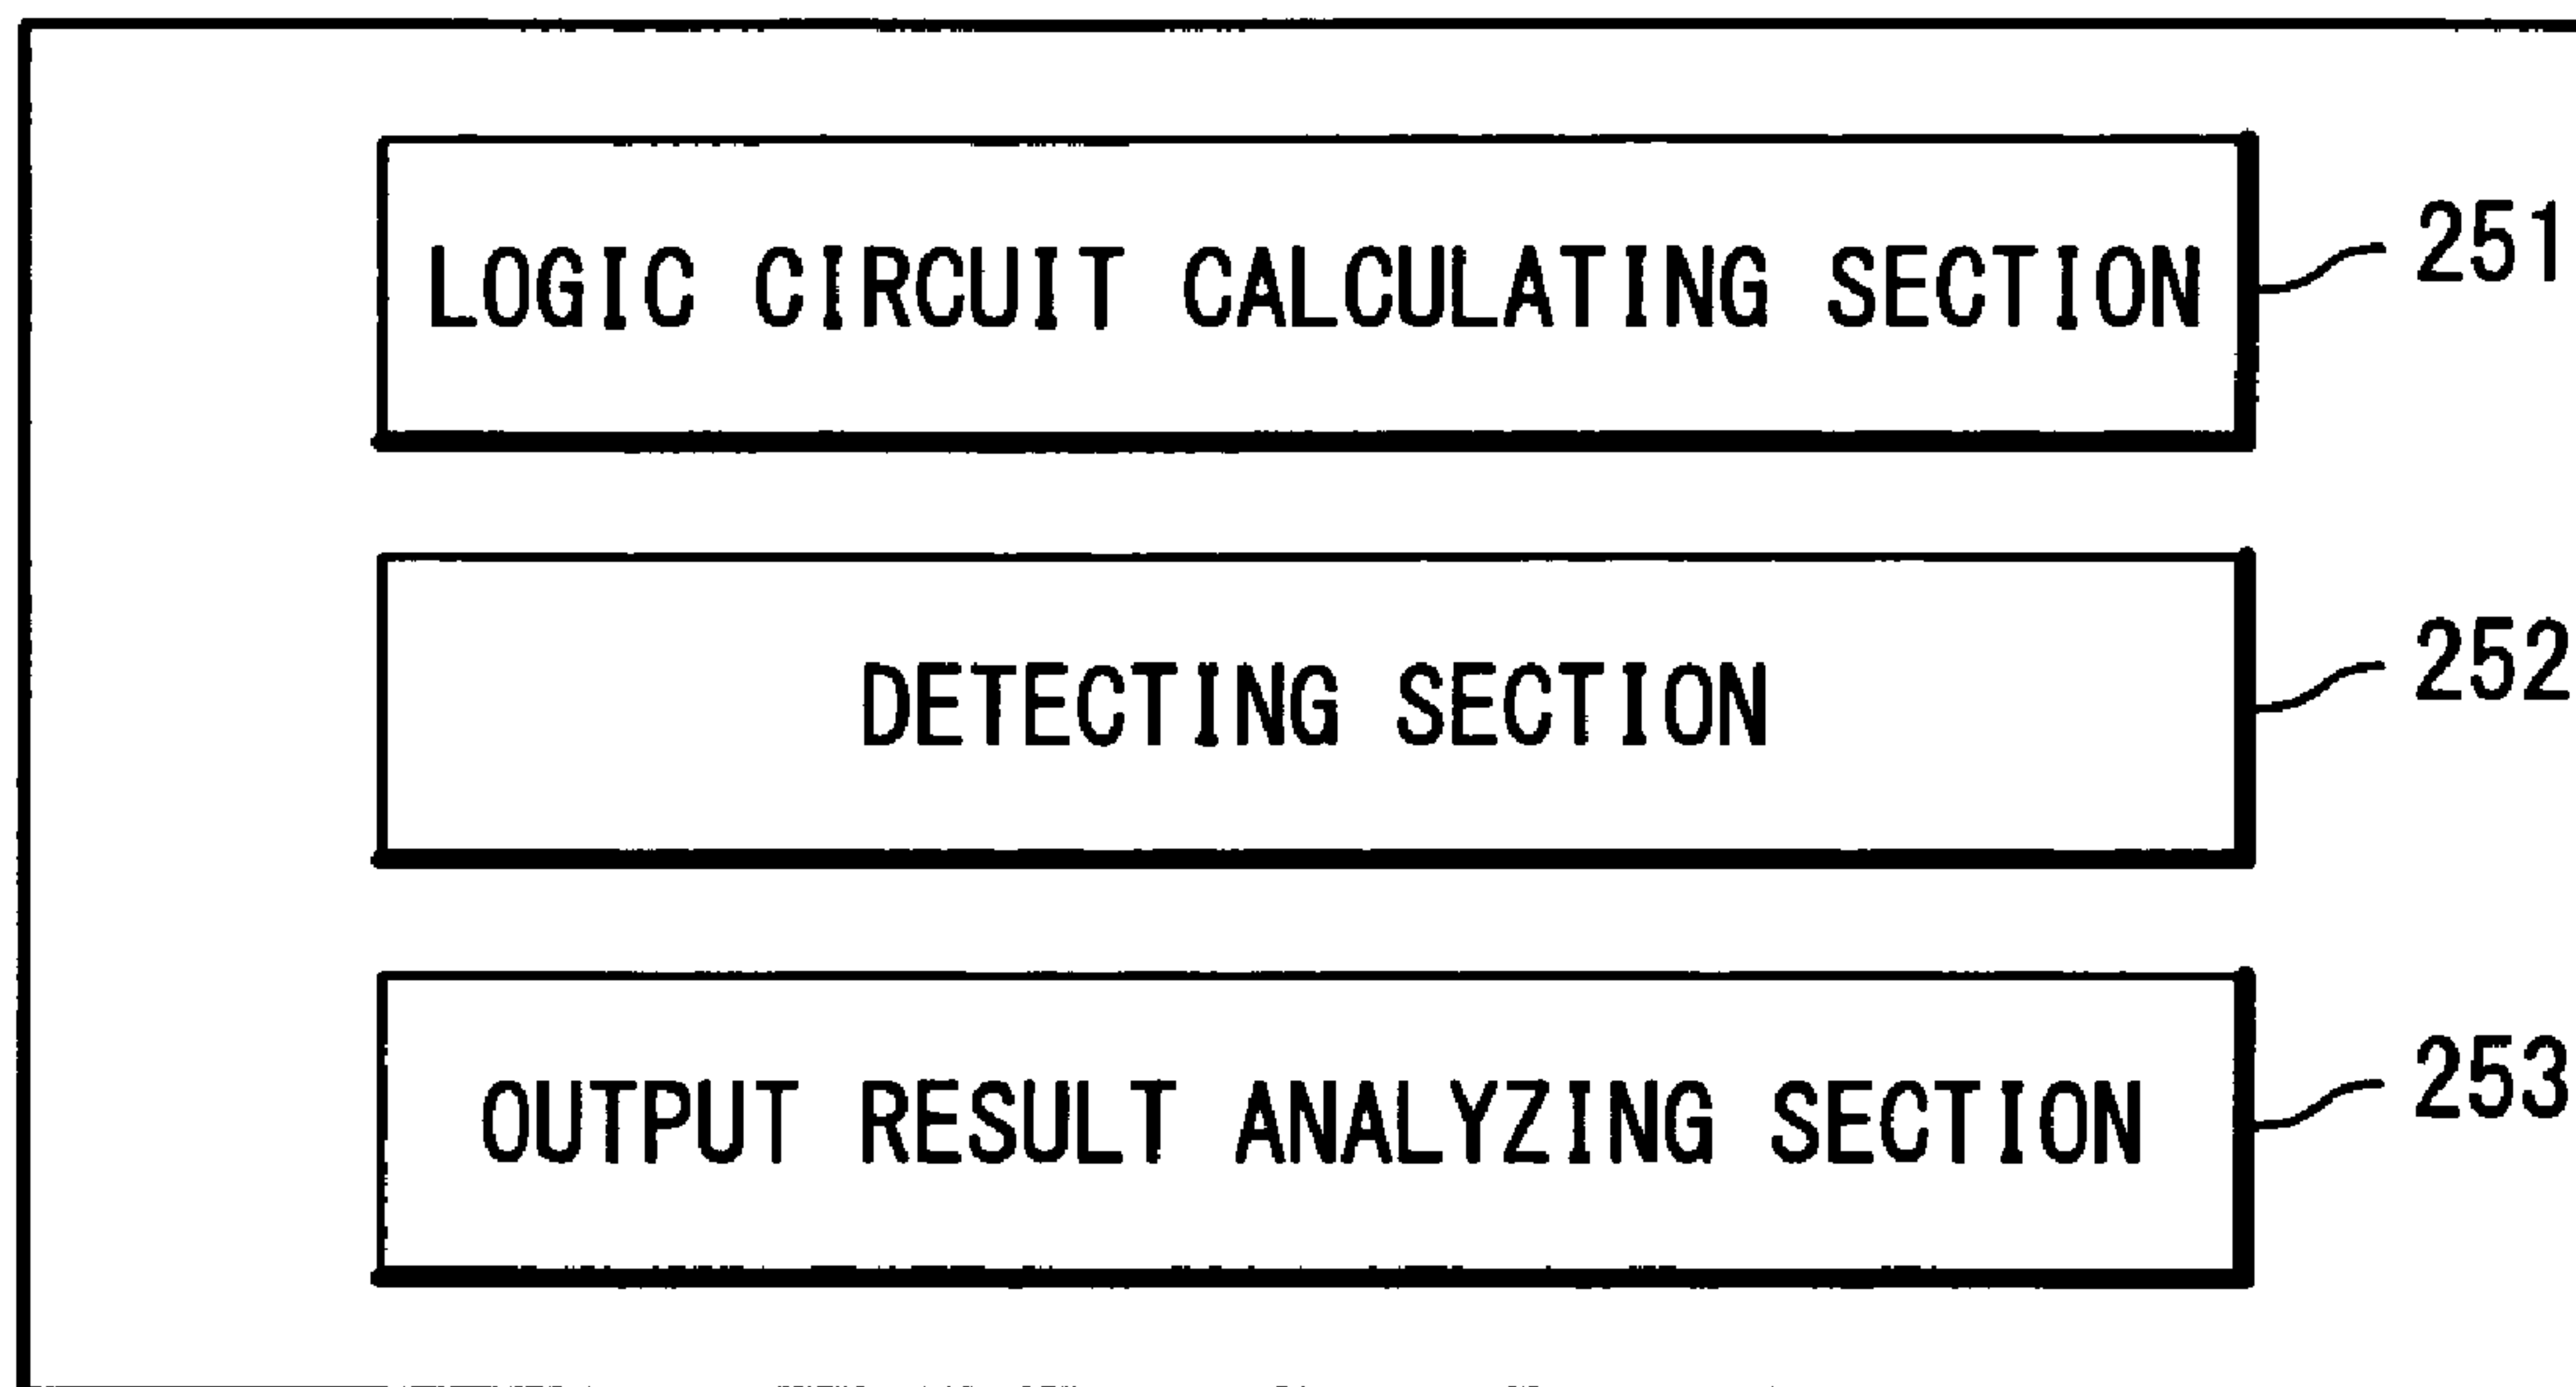 LOGIC CIRCUIT CALCULATING SECTION 251
DETECTING SECTION 252
OUTPUT RESULT ANALYZING SECTION 253